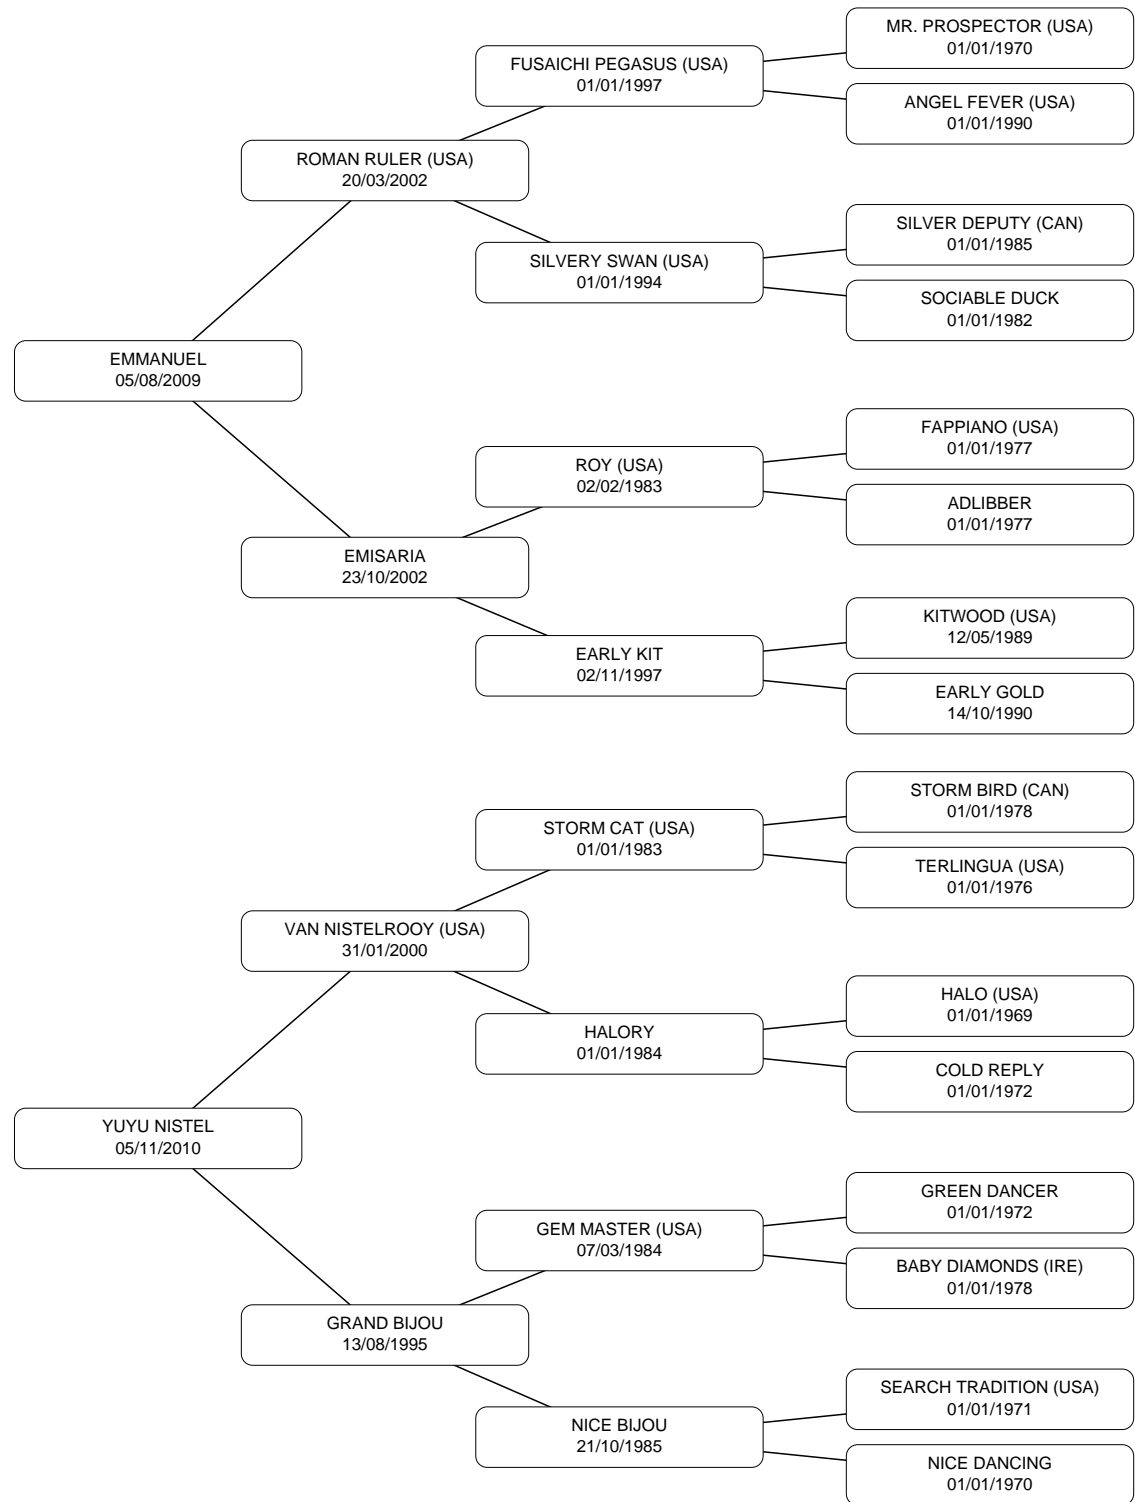 MR. PROSPECTOR (USA)
01/01/1970
FUSAICHI PEGASUS (USA)
01/01/1997
ANGEL FEVER (USA)
01/01/1990
ROMAN RULER (USA)
20/03/2002
SILVER DEPUTY (CAN)
01/01/1985
SILVERY SWAN (USA)
01/01/1994
SOCIABLE DUCK
01/01/1982
EMMANUEL
05/08/2009
FAPPIANO (USA)
01/01/1977
ROY (USA)
02/02/1983
ADLIBBER
01/01/1977
EMISARIA
23/10/2002
KITWOOD (USA)
12/05/1989
EARLY KIT
02/11/1997
EARLY GOLD
14/10/1990
STORM BIRD (CAN)
01/01/1978
STORM CAT (USA)
01/01/1983
TERLINGUA (USA)
01/01/1976
VAN NISTELROOY (USA)
31/01/2000
HALO (USA)
01/01/1969
HALORY
01/01/1984
COLD REPLY
01/01/1972
YUYU NISTEL
05/11/2010
GREEN DANCER
01/01/1972
GEM MASTER (USA)
07/03/1984
BABY DIAMONDS (IRE)
01/01/1978
GRAND BIJOU
13/08/1995
SEARCH TRADITION (USA)
01/01/1971
NICE BIJOU
21/10/1985
NICE DANCING
01/01/1970